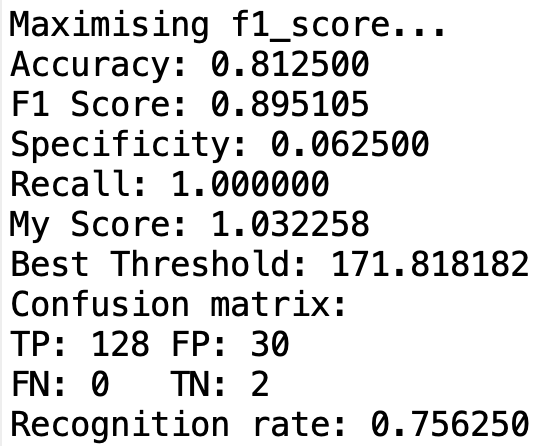 Maximising f1_score...
Accuracy: 0.812500
F1 Score: 0.895105
Specificity: 0.062500
Recall: 1.000000
My Score: 1.032258
Best Threshold: 171.818182
Confusion matrix:
TP: 128 FP: 30
FN: 0   TN: 2
Recognition rate: 0.756250